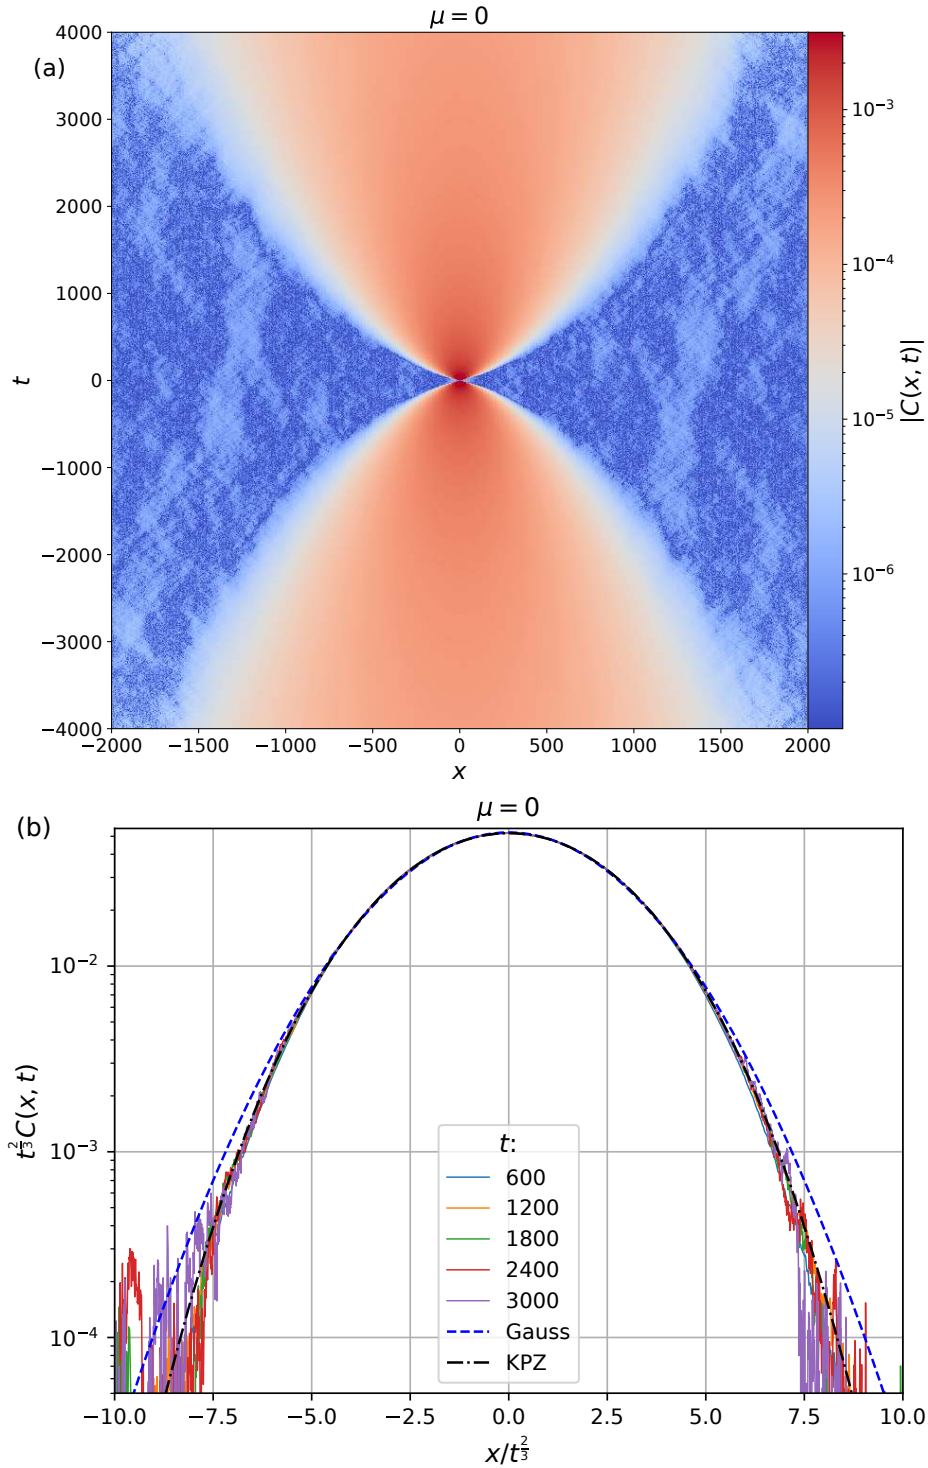 μ = 0
(a)
4000
3000
2000
1000
0
−1000
−2000
−3000
−4000
t
−2000 −1500 −1000 −500 0 500 1000 1500 2000
x
10⁻³
10⁻⁴
10⁻⁵
10⁻⁶
|C(x, t)|
μ = 0
(b)
10⁻²
10⁻³
10⁻⁴
t^{2/3}C(x, t)
t:
600
1200
1800
2400
3000
Gauss
KPZ
−10.0 −7.5 −5.0 −2.5 0.0 2.5 5.0 7.5 10.0
x/t^{2/3}